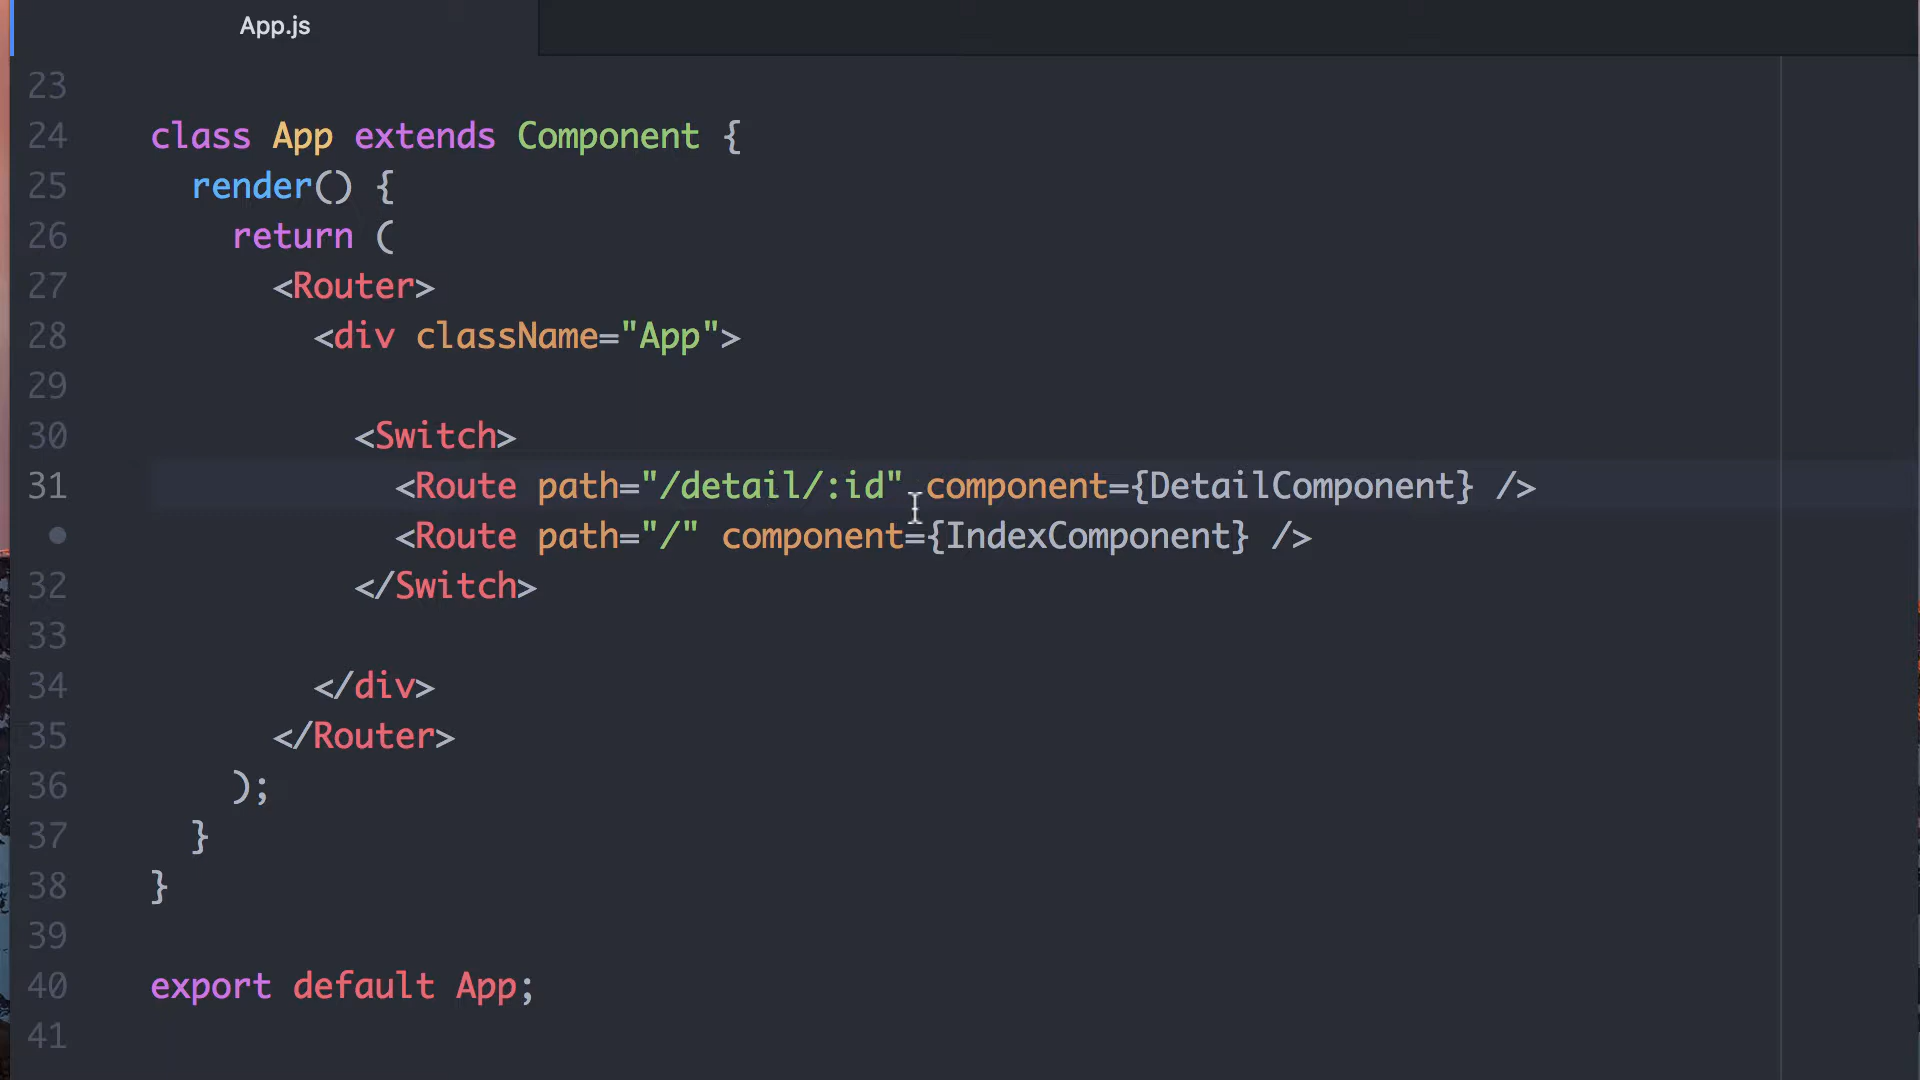 App.js
23
24 class App extends Component {
25 render() {
26 return (
27 <Router>
28 <div className="App">
29
30 <Switch>
31 <Route path="/detail/:id" component={DetailComponent} />
• <Route path="/" component={IndexComponent} />
32 </Switch>
33
34 </div>
35 </Router>
36 );
37 }
38 }
39
40 export default App;
41